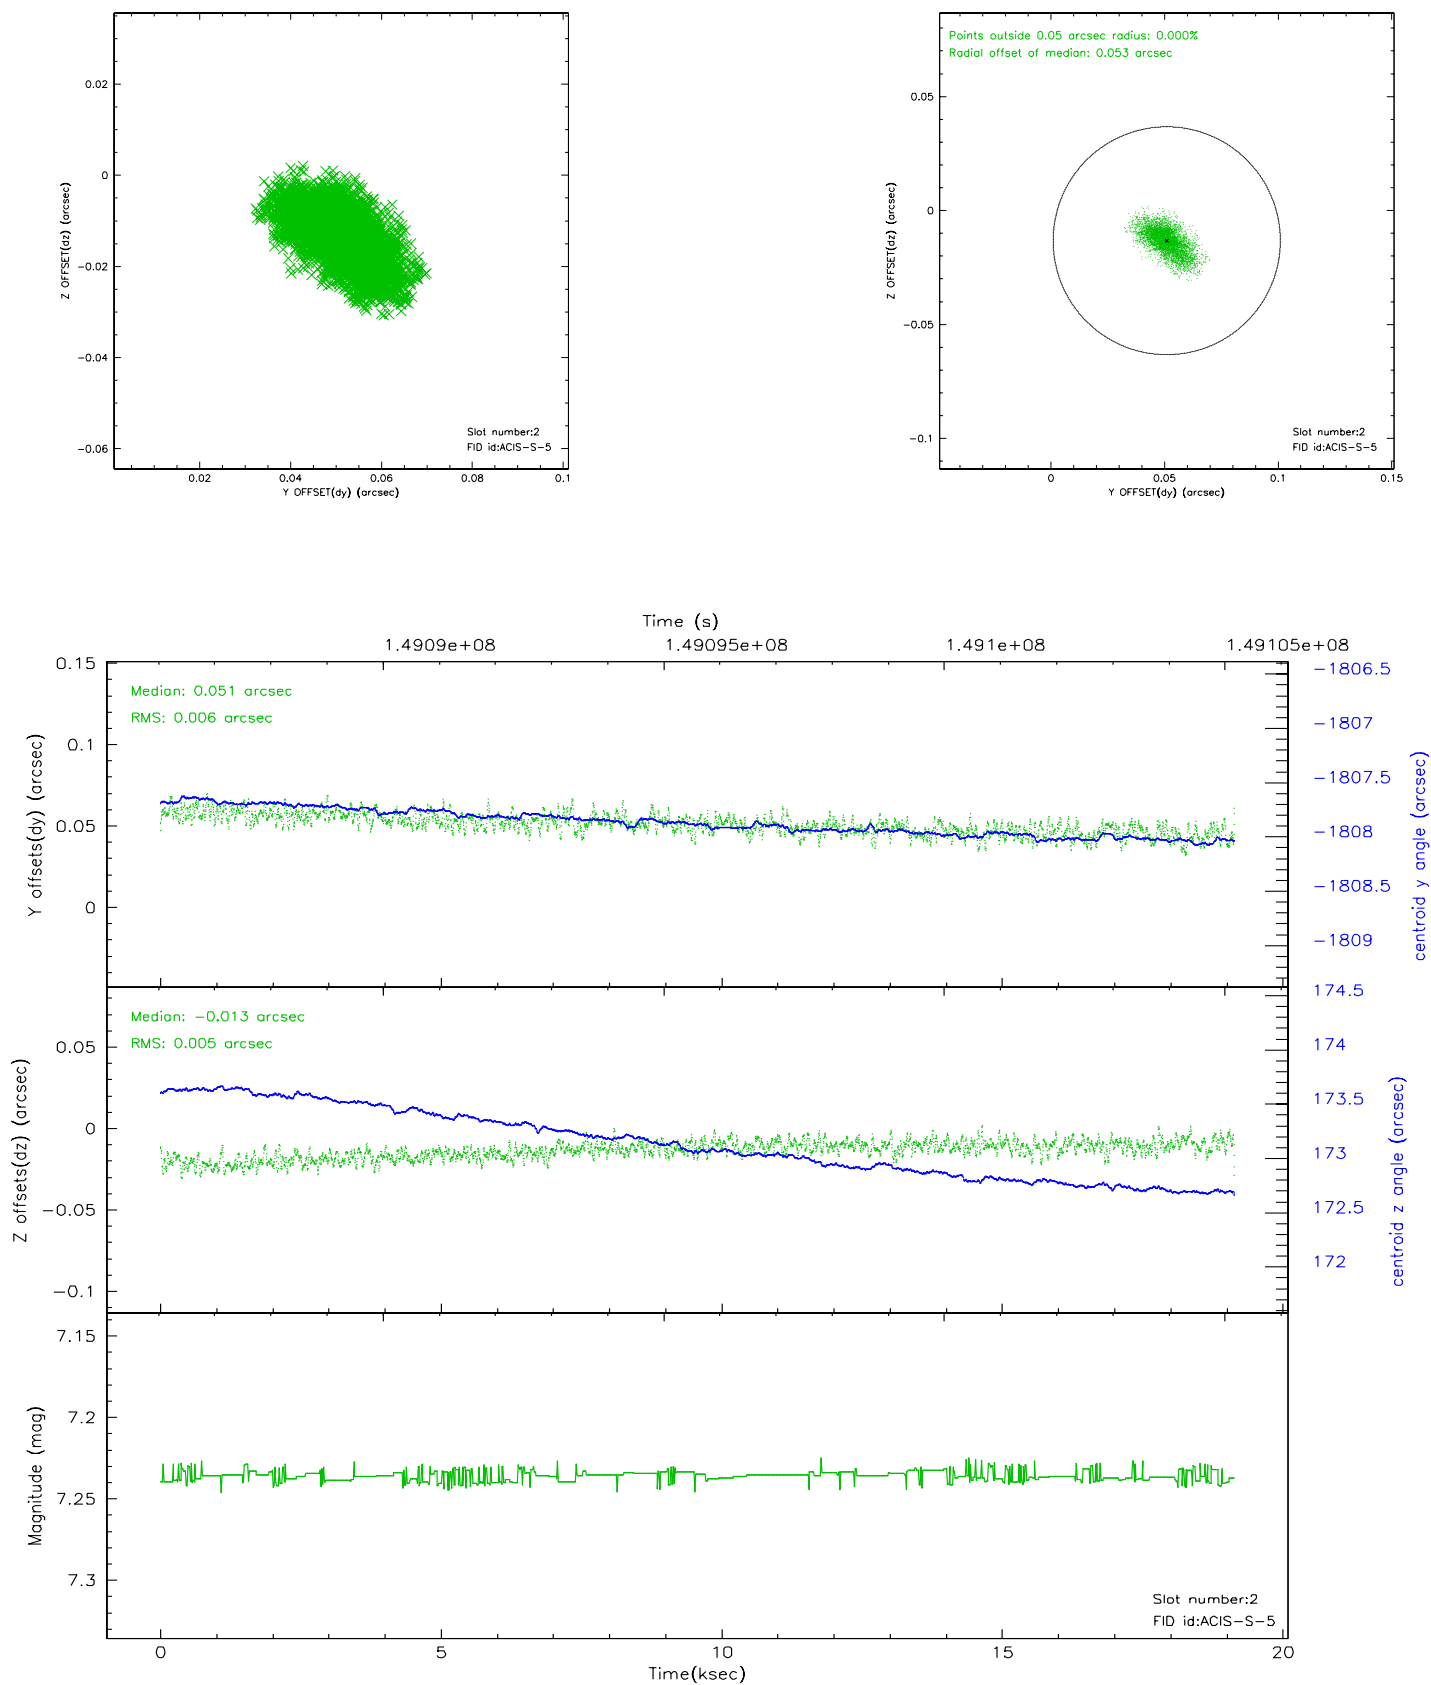 0.02
0
-0.02
-0.04
-0.06
Z OFFSET(dz) (arcsec)
Slot number:2
FID id:ACIS-S-5
0.02 0.04 0.06 0.08 0.1
Y OFFSET(dy) (arcsec)
Points outside 0.05 arcsec radius: 0.000%
Radial offset of median: 0.053 arcsec
0.05
0
-0.05
-0.1
Z OFFSET(dz) (arcsec)
Slot number:2
FID id:ACIS-S-5
0 0.05 0.1 0.15
Y OFFSET(dy) (arcsec)
Time (s)
1.4909e+08 1.49095e+08 1.491e+08 1.49105e+08
Median: 0.051 arcsec
RMS: 0.006 arcsec
0.15
0.1
0.05
0
Y offsets(dy) (arcsec)
-1806.5
-1807
-1807.5
-1808
-1808.5
-1809
centroid y angle (arcsec)
Median: -0.013 arcsec
RMS: 0.005 arcsec
0.05
0
-0.05
-0.1
Z offsets(dz) (arcsec)
174.5
174
173.5
173
172.5
172
centroid z angle (arcsec)
7.15
7.2
7.25
7.3
Magnitude (mag)
Slot number:2
FID id:ACIS-S-5
0 5 10 15 20
Time(ksec)